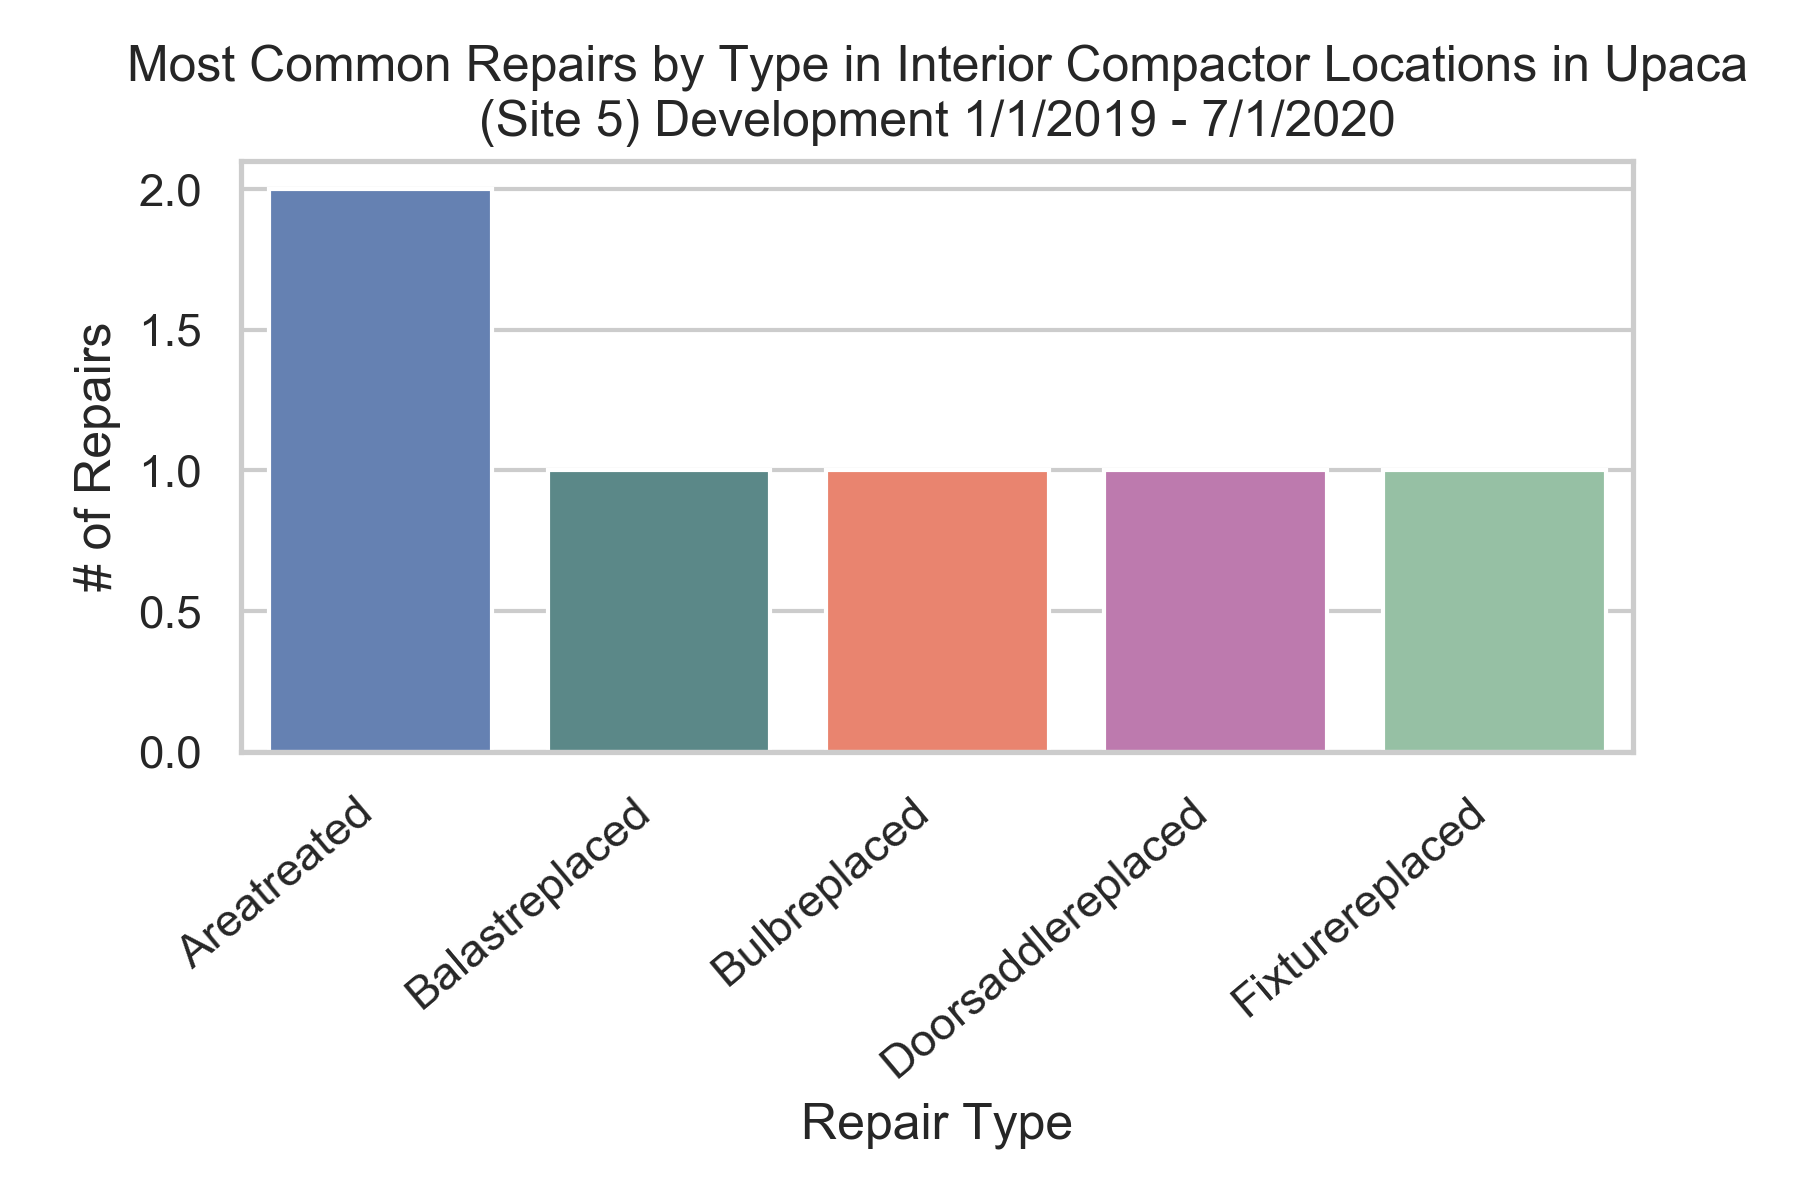 Most Common Repairs by Type in Interior Compactor Locations in Upaca
(Site 5) Development 1/1/2019 - 7/1/2020
# of Repairs
2.0
1.5
1.0
0.5
0.0
Areatreated
Balastreplaced
Bulbreplaced
Doorsaddlereplaced
Fixturereplaced
Repair Type